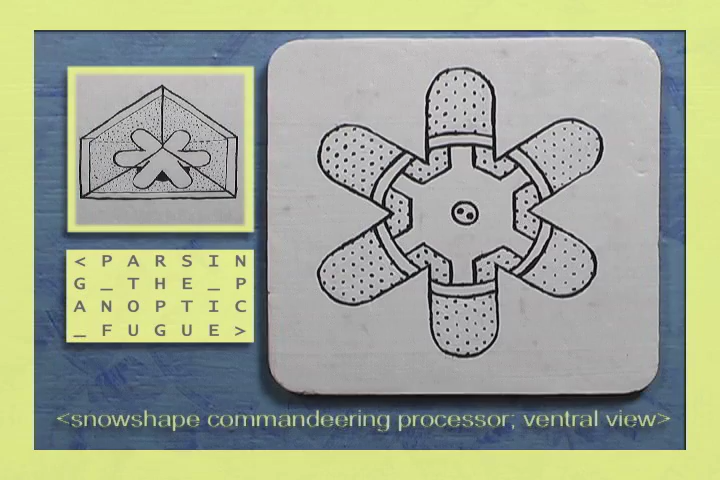 < P A R S I N
G _ T H E _ P
A N O P T I C
_ F U G U E >
<snowshape commandeering processor; ventral view>